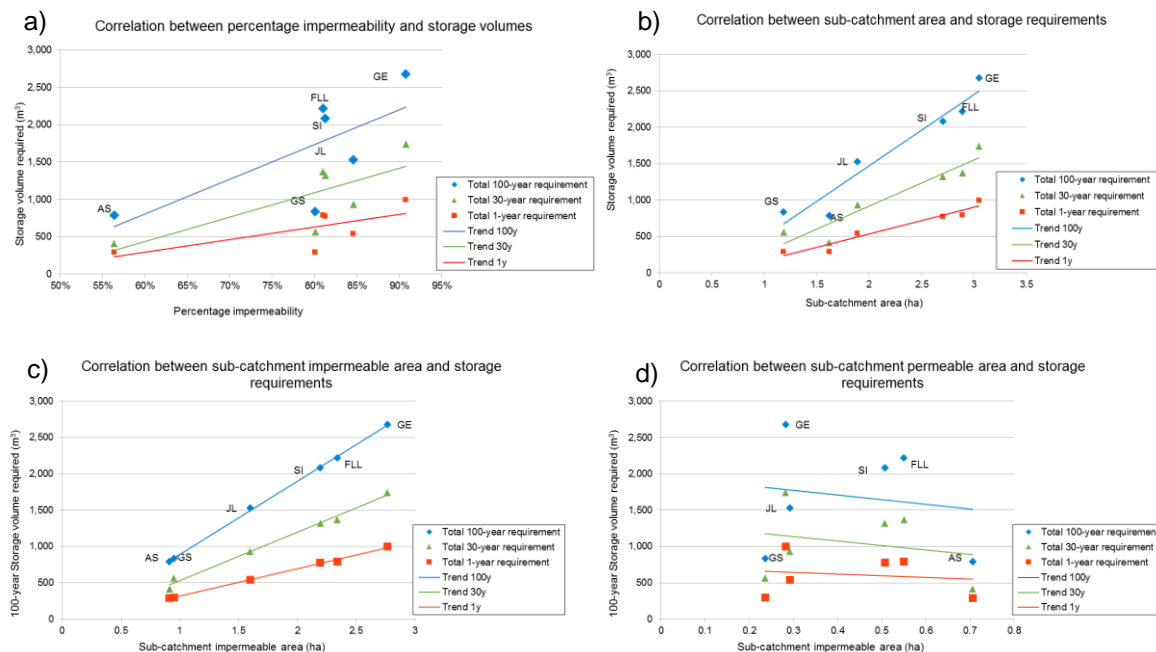 a)
Correlation between percentage impermeability and storage volumes
3,000
2,500
2,000
1,500
1,000
500
0
50%
55%
60%
65%
70%
75%
80%
85%
90%
95%
Storage volume required (m³)
Percentage impermeability
AS
GS
FLL
SI
JL
GE
Total 100-year requirement
Total 30-year requirement
Total 1-year requirement
Trend 100y
Trend 30y
Trend 1y
b)
Correlation between sub-catchment area and storage requirements
3,000
2,500
2,000
1,500
1,000
500
0
0
0.5
1
1.5
2
2.5
3
3.5
Storage volume required (m³)
Sub-catchment area (ha)
GS
AS
JL
SI
FLL
GE
Total 100-year requirement
Total 30-year requirement
Total 1-year requirement
Trend 100y
Trend 30y
Trend 1y
c)
Correlation between sub-catchment impermeable area and storage
requirements
3,000
2,500
2,000
1,500
1,000
500
0
0
0.5
1
1.5
2
2.5
3
100-year Storage volume required (m³)
Sub-catchment impermeable area (ha)
AS
GS
JL
SI
FLL
GE
Total 100-year requirement
Total 30-year requirement
Total 1-year requirement
Trend 100y
Trend 30y
Trend 1y
d)
Correlation between sub-catchment permeable area and storage
requirements
3,000
2,500
2,000
1,500
1,000
500
0
0
0.1
0.2
0.3
0.4
0.5
0.6
0.7
0.8
100-year Storage volume required (m³)
Sub-catchment impermeable area (ha)
GE
JL
GS
SI
FLL
AS
Total 100-year requirement
Total 30-year requirement
Total 1-year requirement
Trend 100y
Trend 30y
Trend 1y